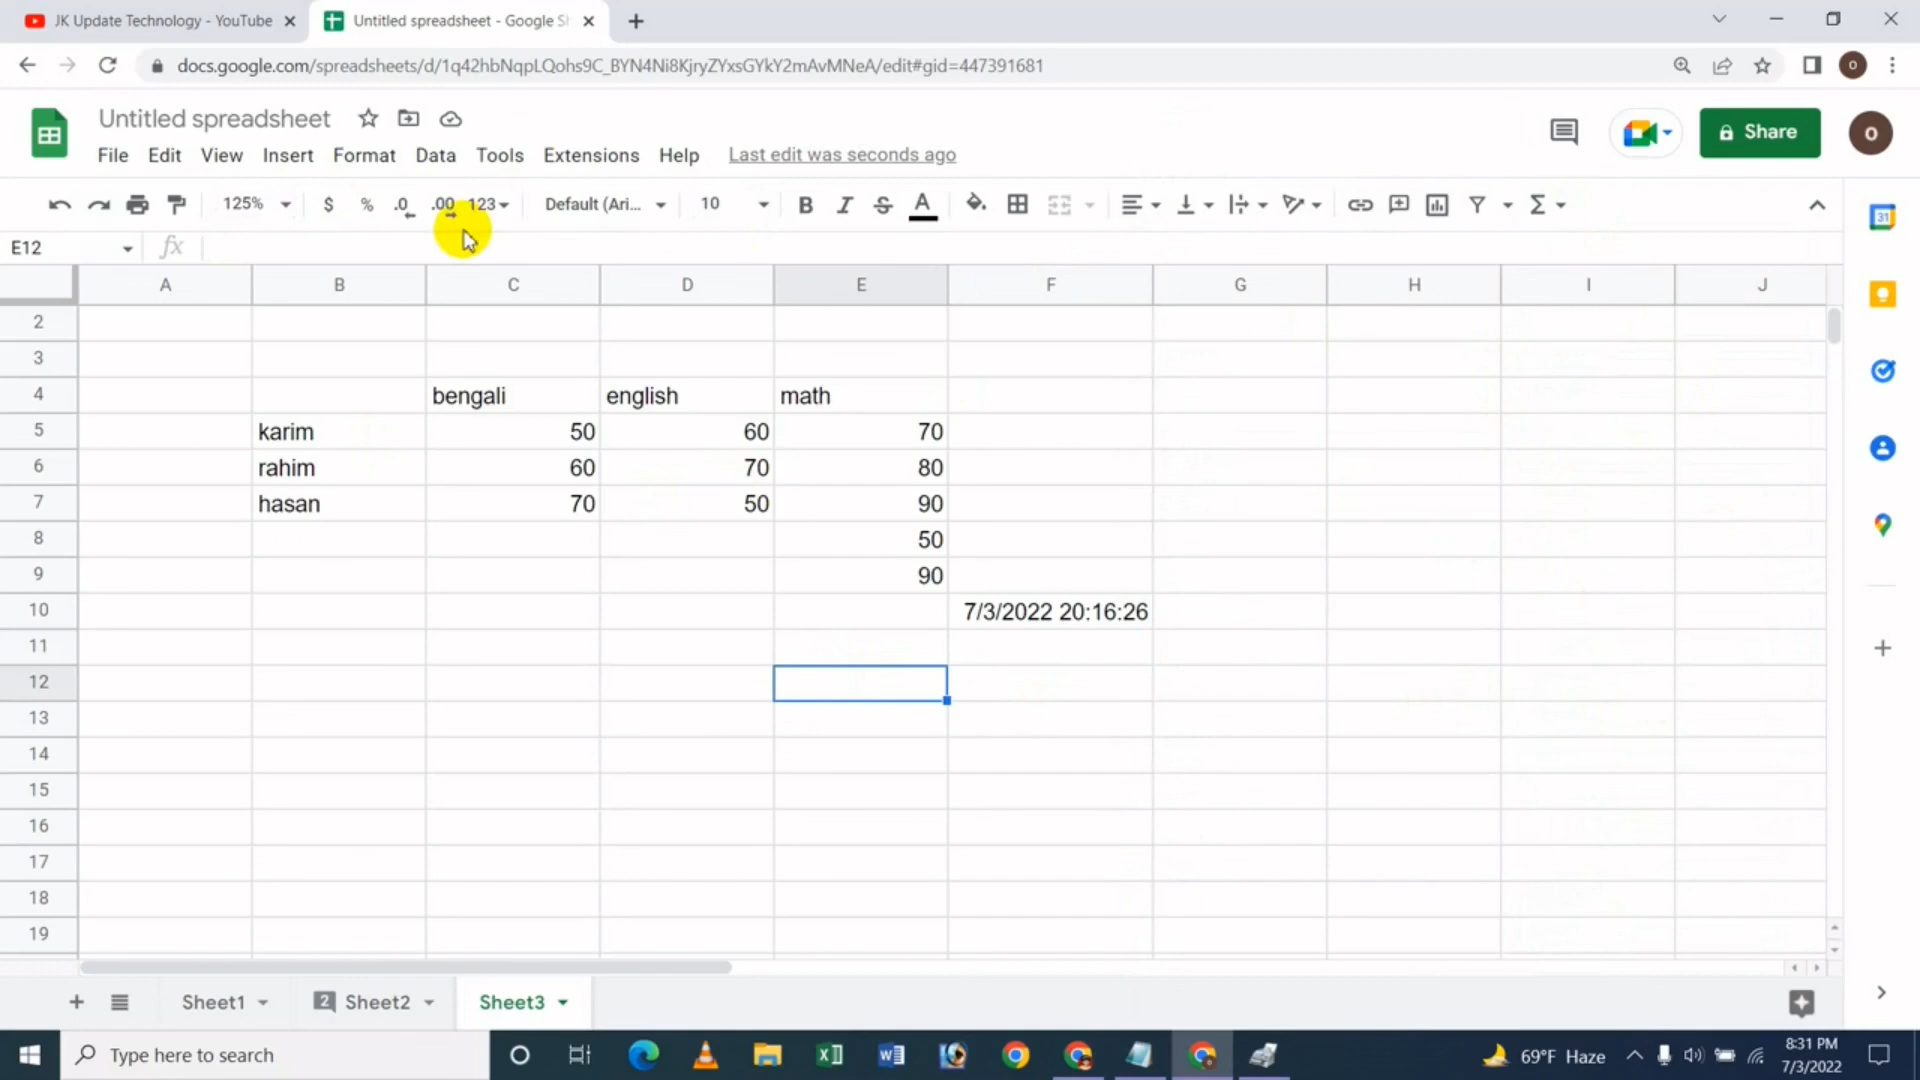 JK Update Technology - YouTube
Untitled spreadsheet - Google Sh
docs.google.com/spreadsheets/d/1q42hbNqpLQohs9C_BYN4Ni8KjryZYxsGYkY2mAvMNeA/edit#gid=447391681
O
Untitled spreadsheet
File Edit View Insert Format Data Tools Extensions Help Last edit was seconds ago
Share
O
125% $ % .0 .00 123 Default (Ari... 10 B I S A Σ
31
E12 fx
A B C D E F G H I J
2
3
4 bengali english math
5 karim 50 60 70
6 rahim 60 70 80
7 hasan 70 50 90
8 50
9 90
10 7/3/2022 20:16:26
11
12
13
14
15
16
17
18
19
Sheet1 2 Sheet2 Sheet3
Type here to search
69°F Haze
8:31 PM
7/3/2022